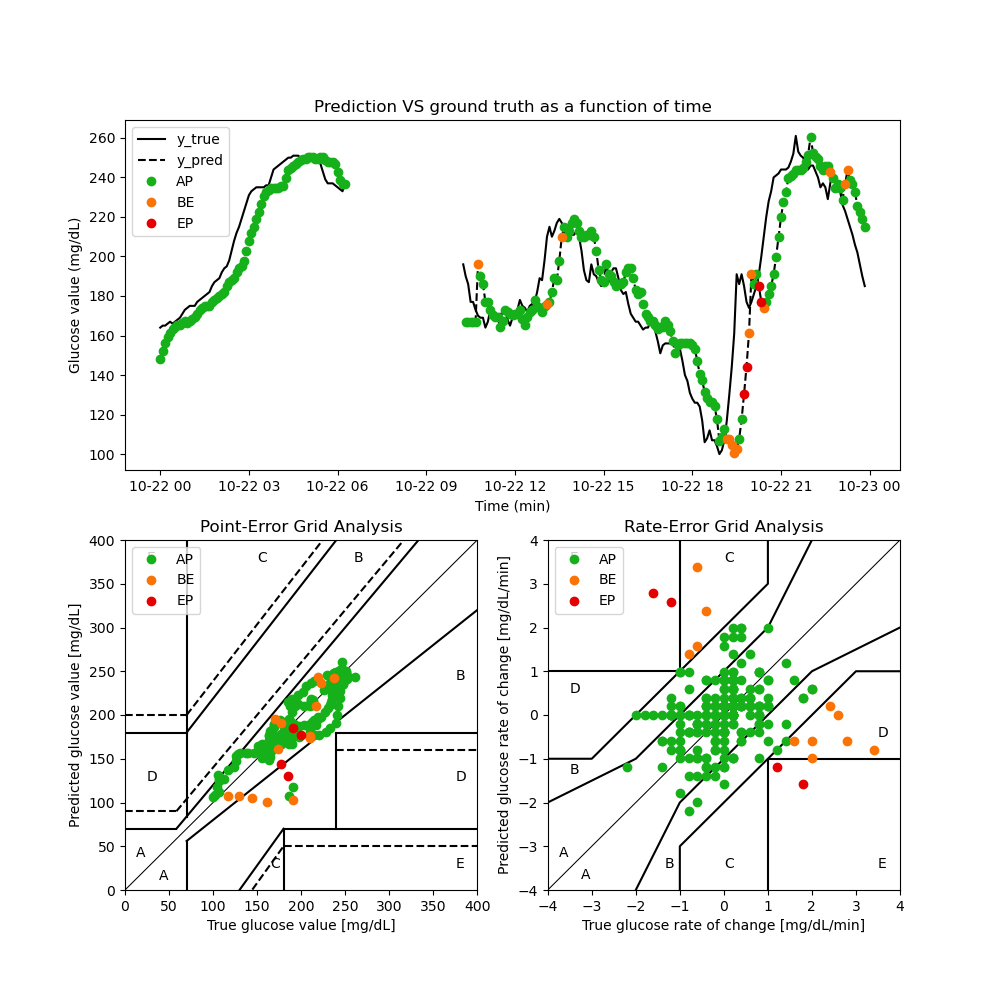 Prediction VS ground truth as a function of time
Glucose value (mg/dL)
260
240
220
200
180
160
140
120
100
y_true
y_pred
AP
BE
EP
10-22 00 10-22 03 10-22 06 10-22 09 10-22 12 10-22 15 10-22 18 10-22 21 10-23 00
Time (min)
Point-Error Grid Analysis
Predicted glucose value [mg/dL]
400
350
300
250
200
150
100
50
0
AP
BE
EP
C B
B
D D
A
A C E
0 50 100 150 200 250 300 350 400
True glucose value [mg/dL]
Rate-Error Grid Analysis
Predicted glucose rate of change [mg/dL/min]
4
3
2
1
0
−1
−2
−3
−4
AP
BE
EP
C
D
D
B
A
A B C E
−4 −3 −2 −1 0 1 2 3 4
True glucose rate of change [mg/dL/min]